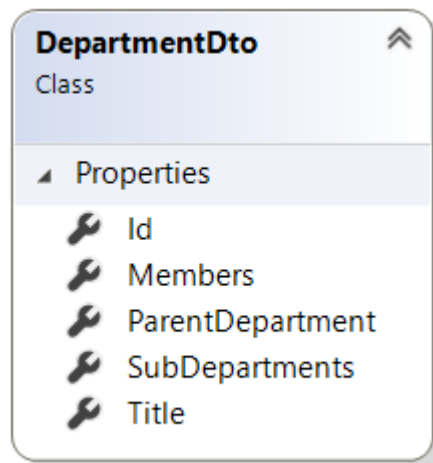 DepartmentDto
Class
Properties
Id
Members
ParentDepartment
SubDepartments
Title